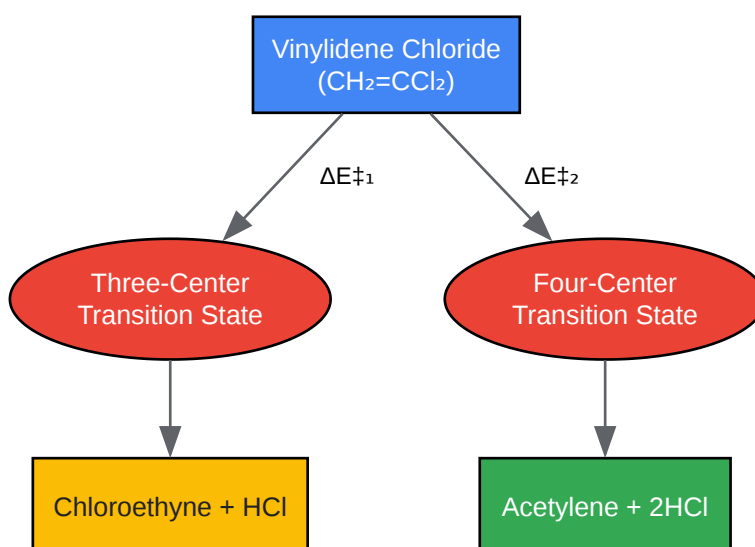 Vinylidene Chloride
(CH₂=CCl₂)
ΔE‡₁
ΔE‡₂
Three-Center
Transition State
Four-Center
Transition State
Chloroethyne + HCl
Acetylene + 2HCl